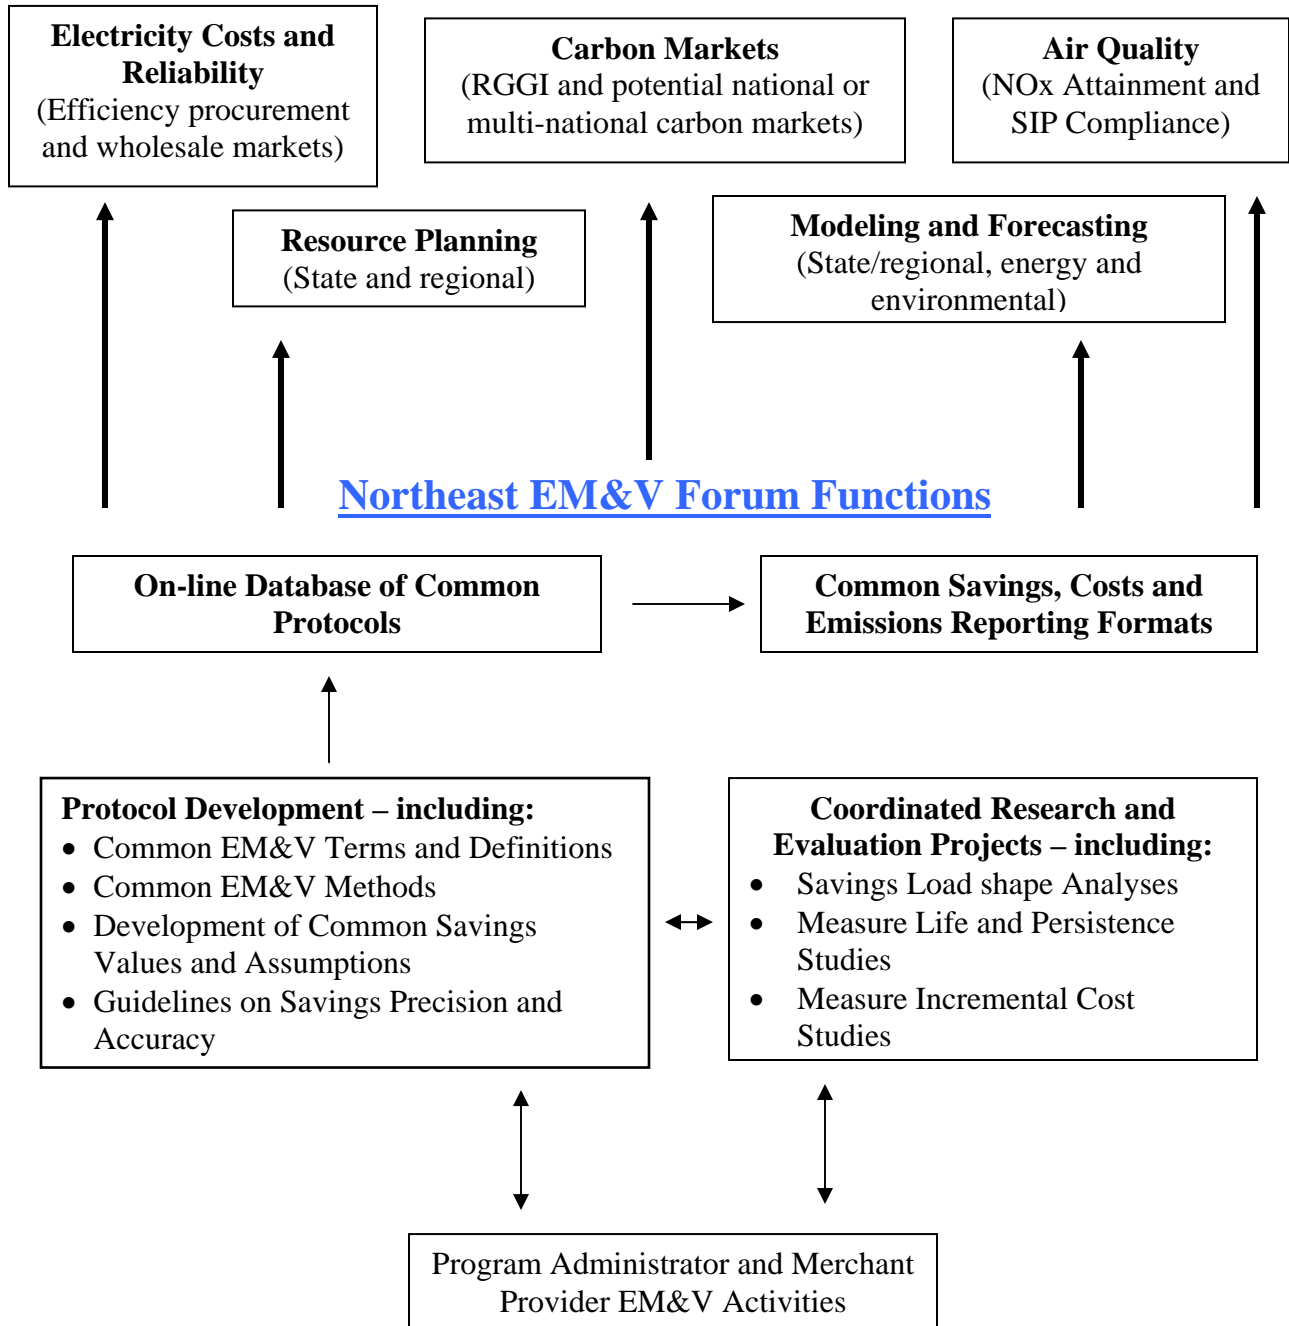 Electricity Costs and
Reliability
(Efficiency procurement
and wholesale markets)
Carbon Markets
(RGGI and potential national or
multi-national carbon markets)
Air Quality
(NOx Attainment and
SIP Compliance)
Resource Planning
(State and regional)
Modeling and Forecasting
(State/regional, energy and
environmental)
Northeast EM&V Forum Functions
On-line Database of Common
Protocols
Common Savings, Costs and
Emissions Reporting Formats
Protocol Development – including:
• Common EM&V Terms and Definitions
• Common EM&V Methods
• Development of Common Savings
Values and Assumptions
• Guidelines on Savings Precision and
Accuracy
Coordinated Research and
Evaluation Projects – including:
• Savings Load shape Analyses
• Measure Life and Persistence
Studies
• Measure Incremental Cost
Studies
Program Administrator and Merchant
Provider EM&V Activities